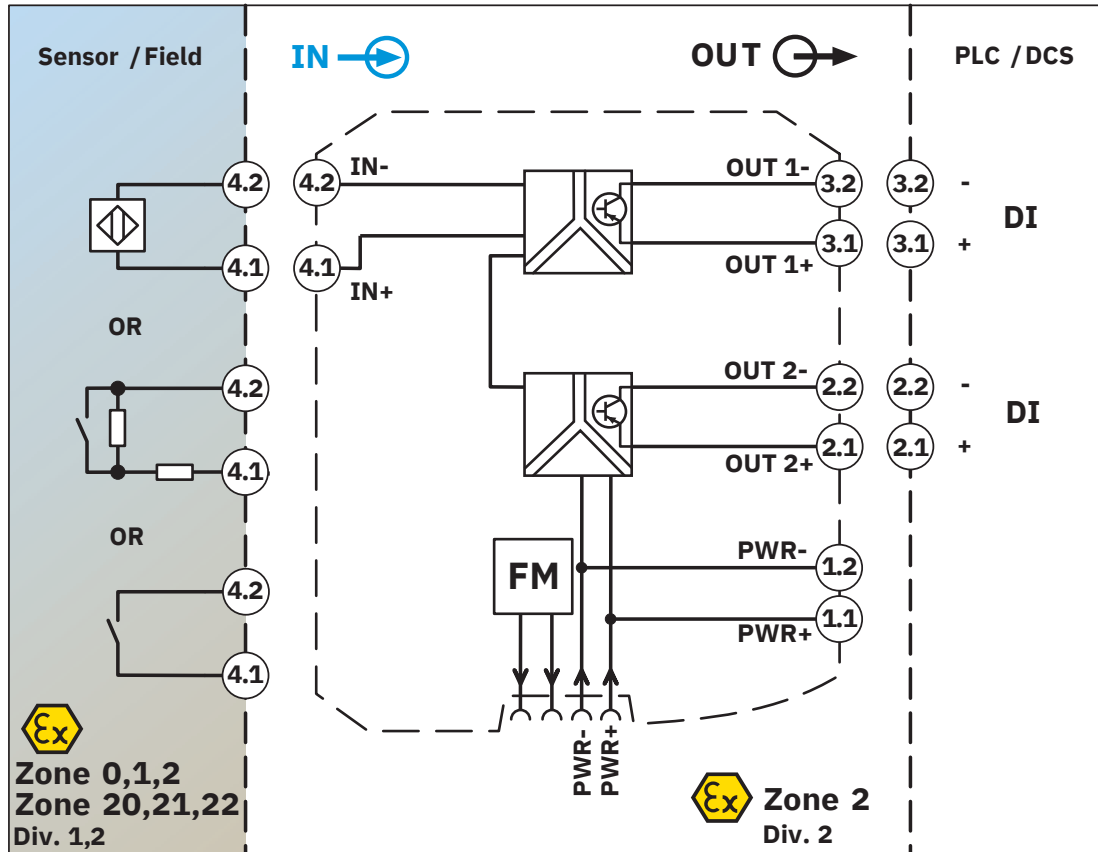 Sensor / Field
IN
OUT
PLC / DCS
4.2
4.2
IN-
OUT 1-
3.2
3.2
-
DI
4.1
4.1
IN+
OUT 1+
3.1
3.1
+
OR
4.2
OUT 2-
2.2
2.2
-
DI
4.1
OUT 2+
2.1
2.1
+
OR
4.2
FM
PWR-
1.2
4.1
PWR+
1.1
PWR-
PWR+
Ex
Zone 0,1,2
Zone 20,21,22
Div. 1,2
Ex
Zone 2
Div. 2